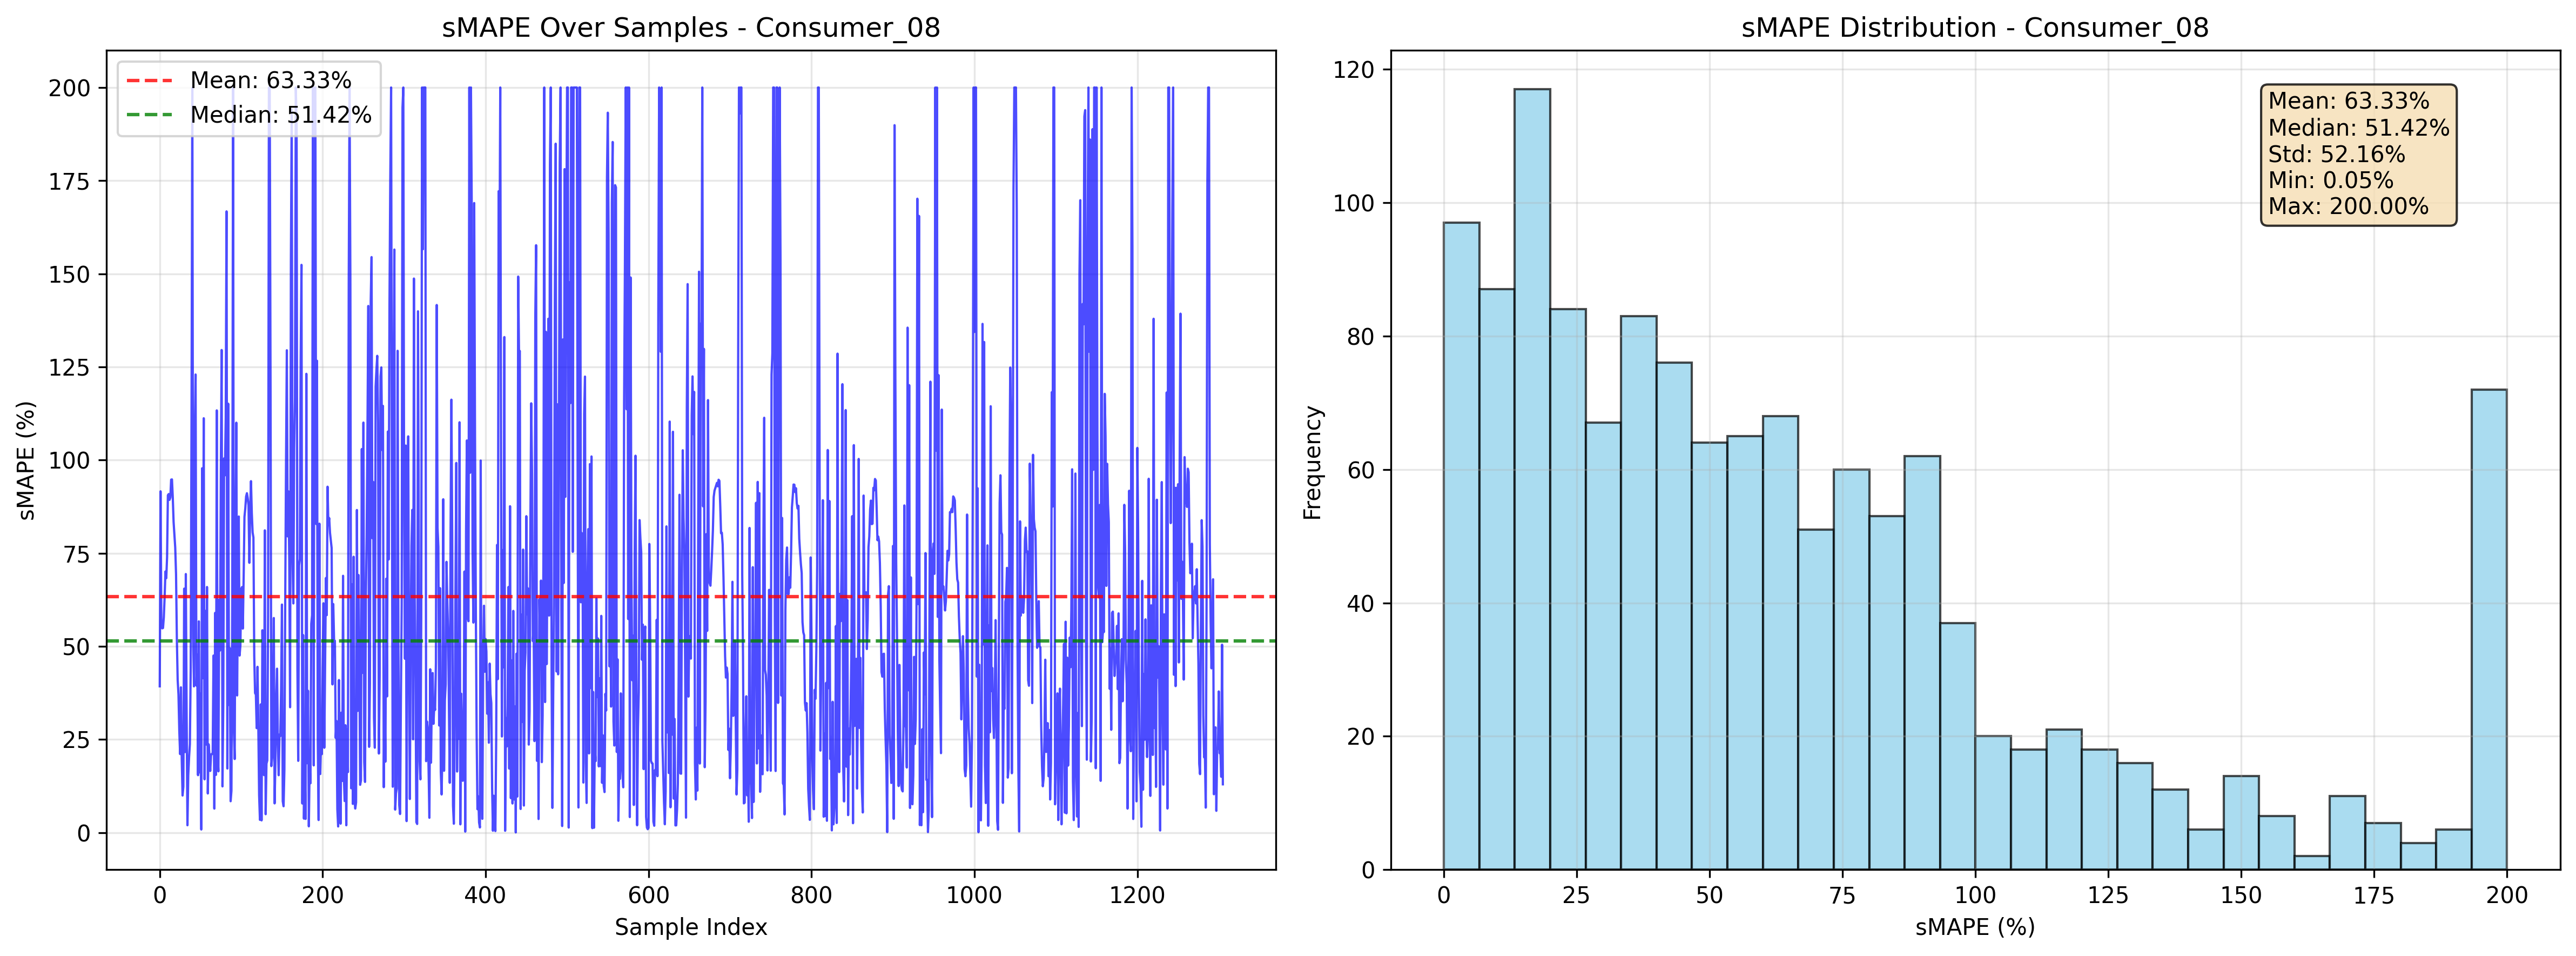 sMAPE Over Samples - Consumer_08
Mean: 63.33%
Median: 51.42%
200
175
150
125
100
75
50
25
0
sMAPE (%)
0
200
400
600
800
1000
1200
Sample Index
sMAPE Distribution - Consumer_08
Mean: 63.33%
Median: 51.42%
Std: 52.16%
Min: 0.05%
Max: 200.00%
120
100
80
60
40
20
0
Frequency
0
25
50
75
100
125
150
175
200
sMAPE (%)